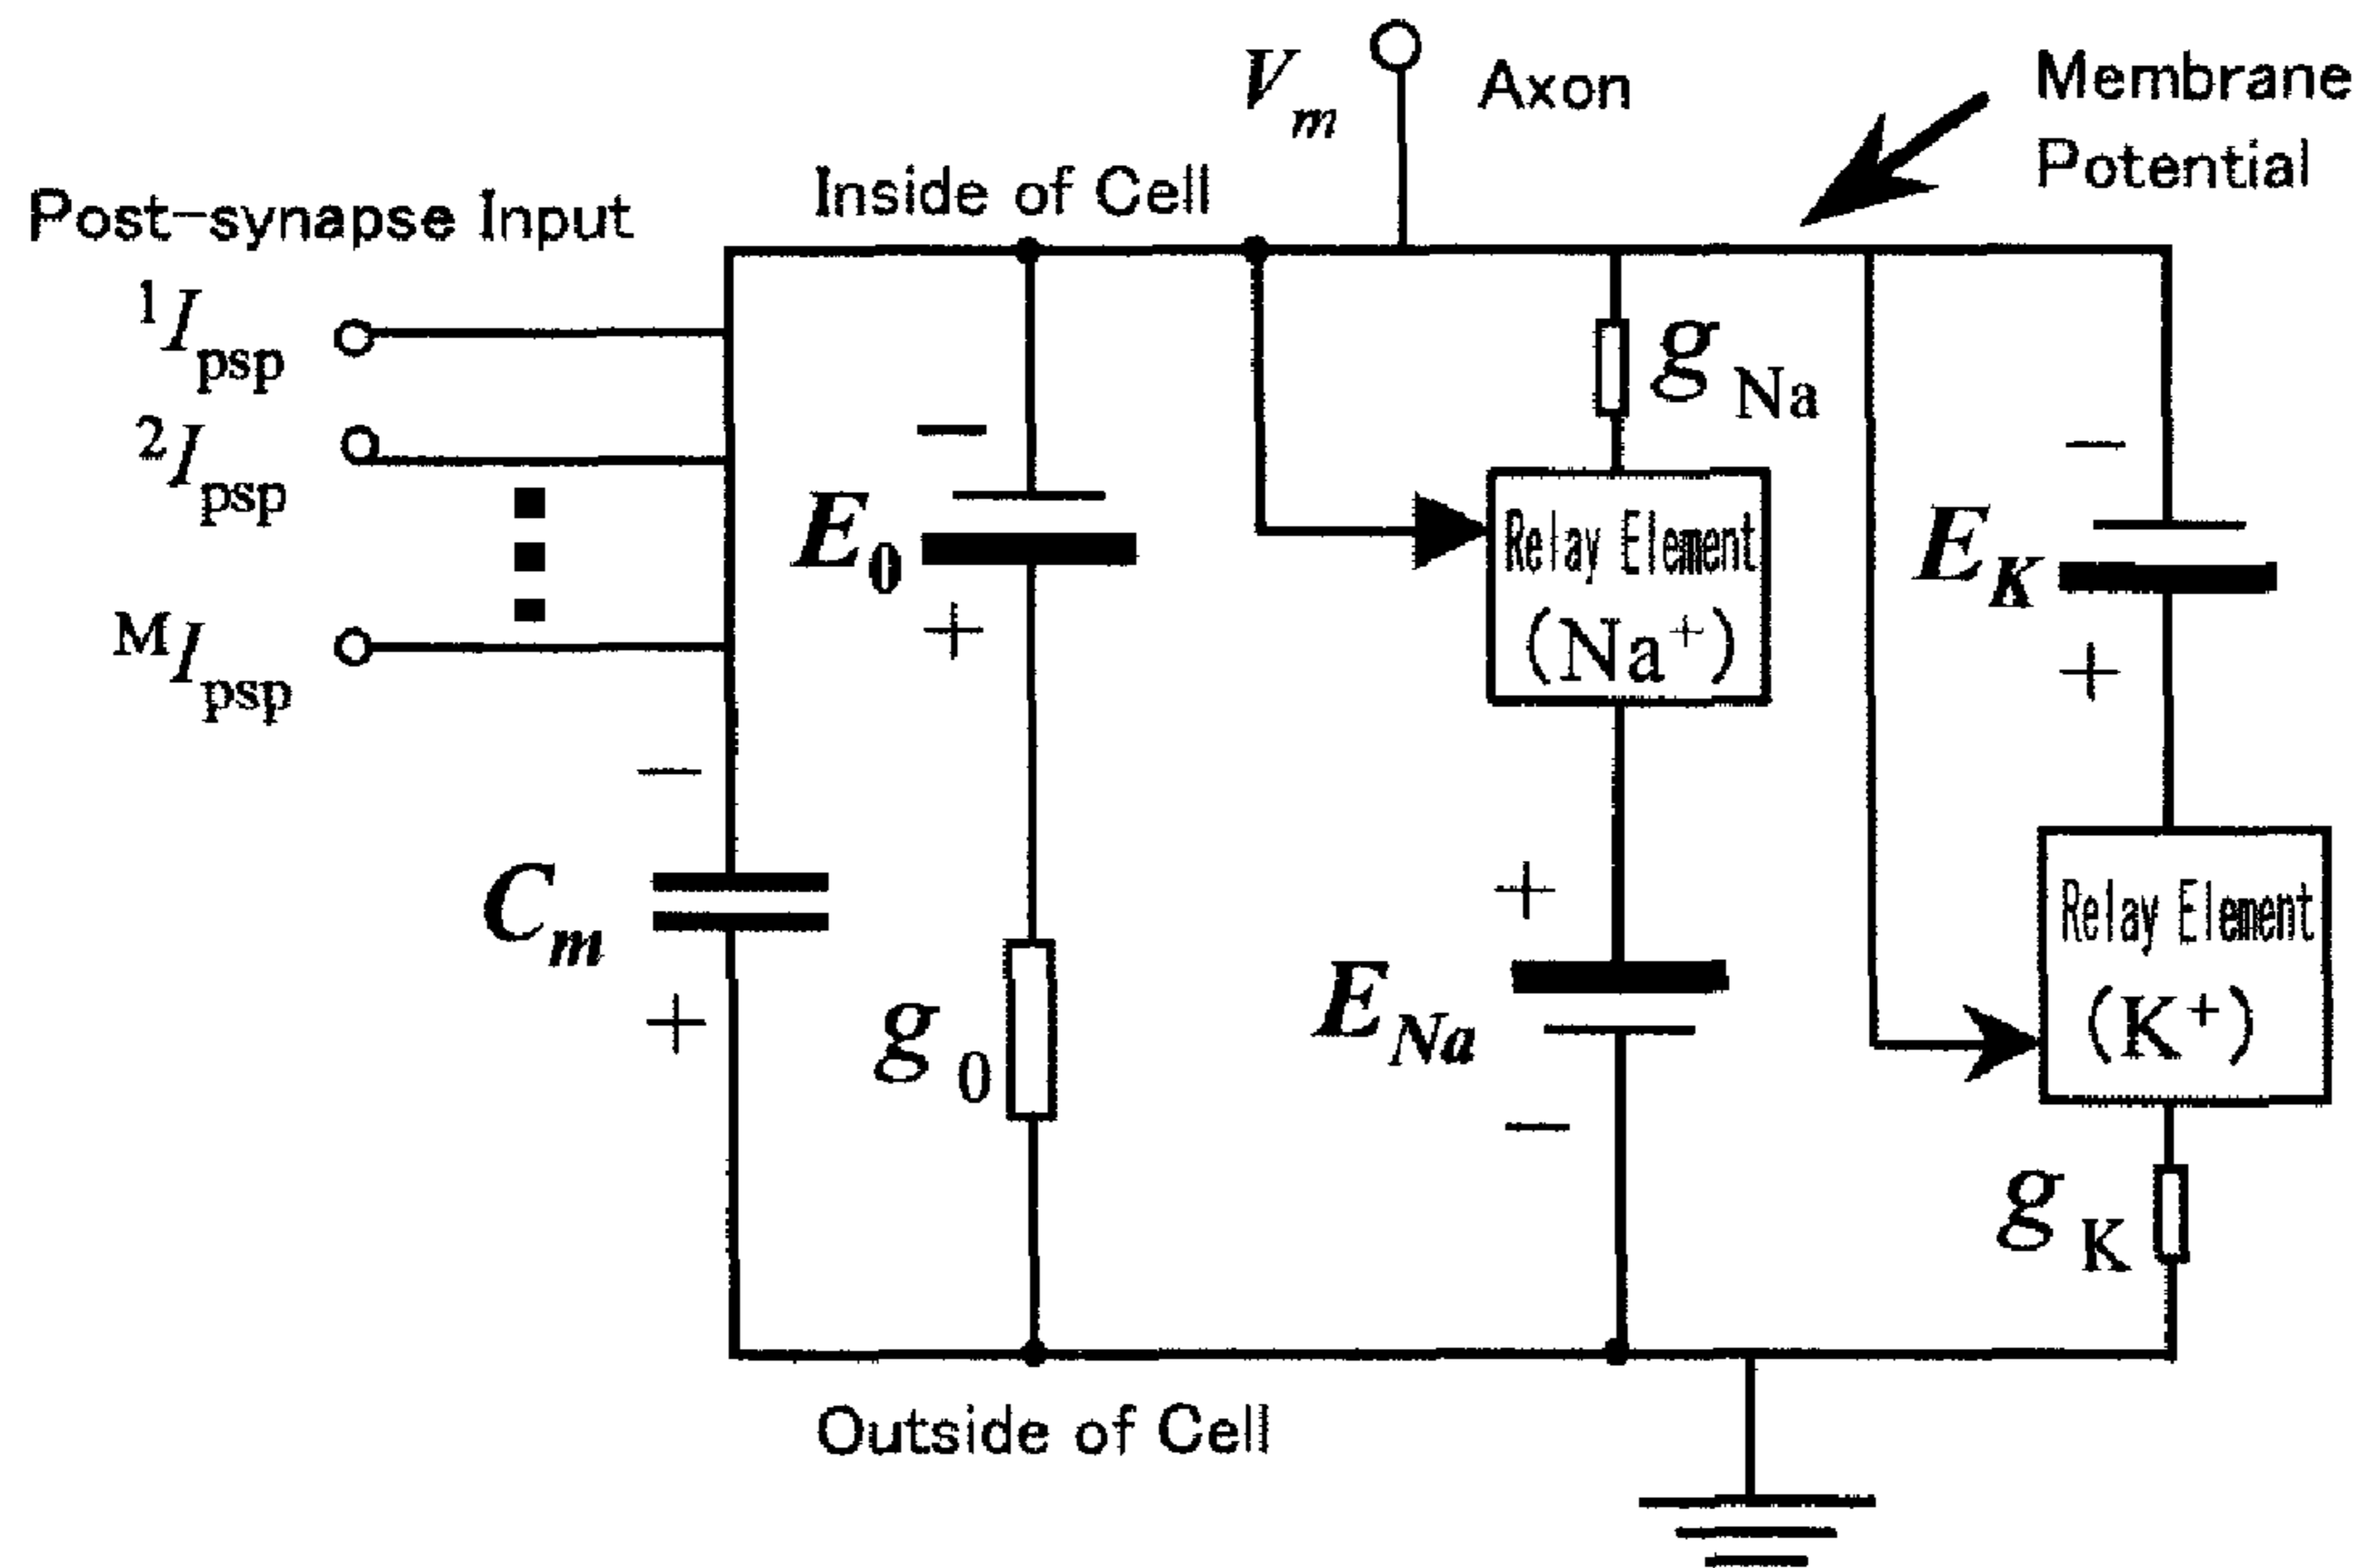 V_m
Axon
Membrane
Potential
Inside of Cell
Post-synapse Input
¹I_psp
²I_psp
ᴹI_psp
g_Na
−
−
E_0
+
Relay Element
(Na⁺)
E_K
+
−
C_m
+
g_0
+
E_Na
−
Relay Element
(K⁺)
g_K
Outside of Cell